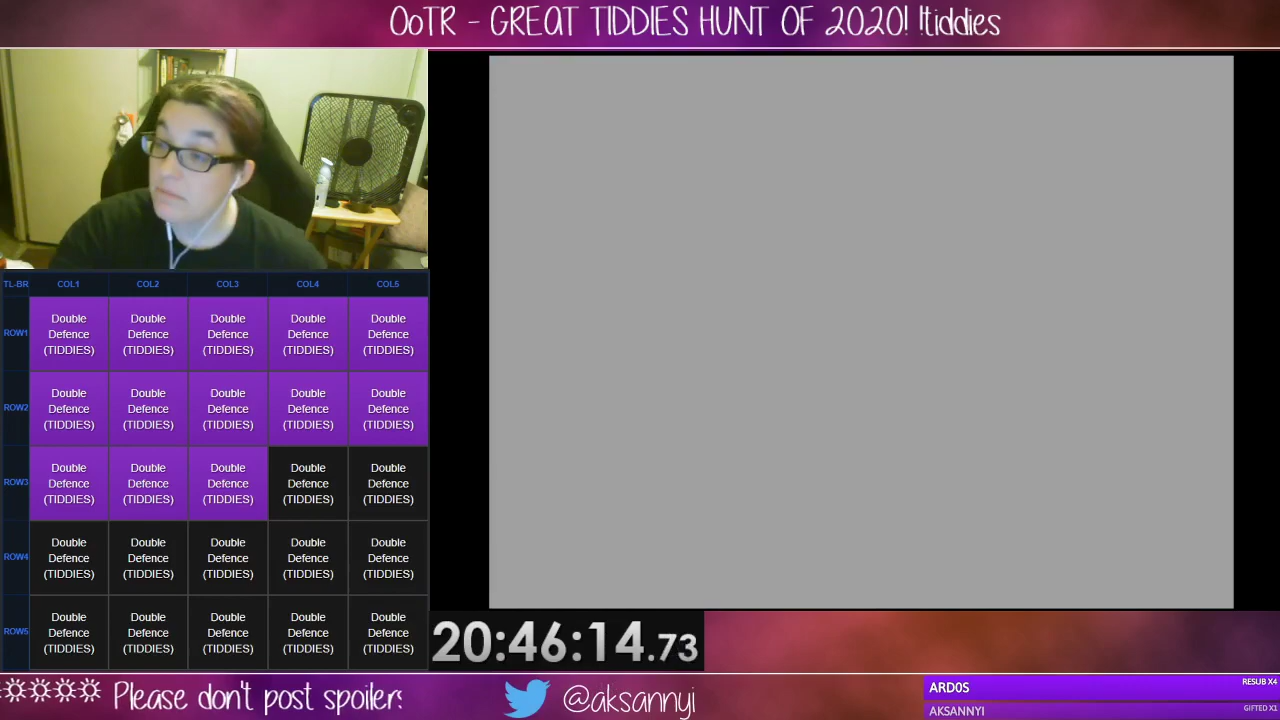 OoTR - GREAT TIDDIES HUNT OF 2020! !tiddies
TL-BR COL1 COL2 COL3 COL4 COL5
ROW1 Double Defence (TIDDIES) Double Defence (TIDDIES) Double Defence (TIDDIES) Double Defence (TIDDIES) Double Defence (TIDDIES)
ROW2 Double Defence (TIDDIES) Double Defence (TIDDIES) Double Defence (TIDDIES) Double Defence (TIDDIES) Double Defence (TIDDIES)
ROW3 Double Defence (TIDDIES) Double Defence (TIDDIES) Double Defence (TIDDIES) Double Defence (TIDDIES) Double Defence (TIDDIES)
ROW4 Double Defence (TIDDIES) Double Defence (TIDDIES) Double Defence (TIDDIES) Double Defence (TIDDIES) Double Defence (TIDDIES)
ROW5 Double Defence (TIDDIES) Double Defence (TIDDIES) Double Defence (TIDDIES) Double Defence (TIDDIES) Double Defence (TIDDIES)
20:46:14.73
Please don't post spoilers
@aksannyi
ARD0S RESUB X4
AKSANNYI GIFTED X1